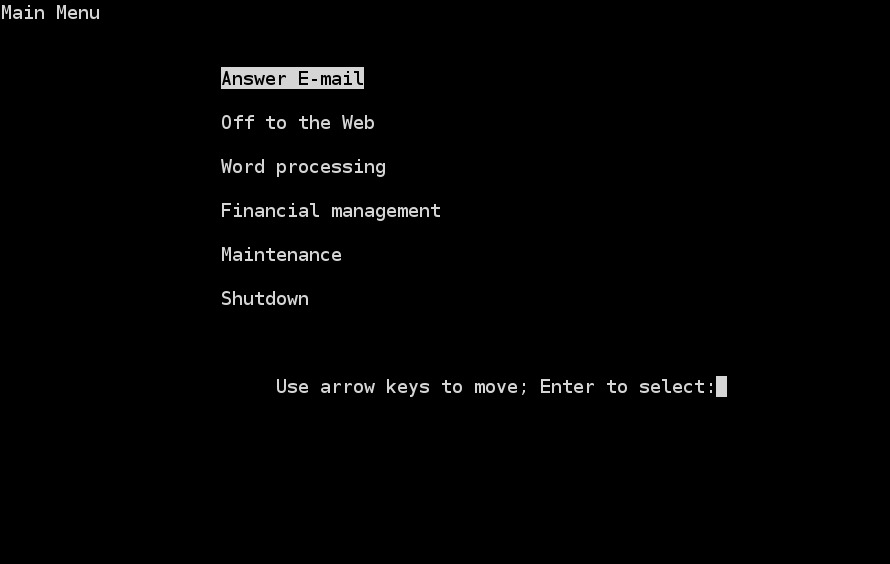 Main Menu
Answer E-mail
Off to the Web
Word processing
Financial management
Maintenance
Shutdown
Use arrow keys to move; Enter to select: